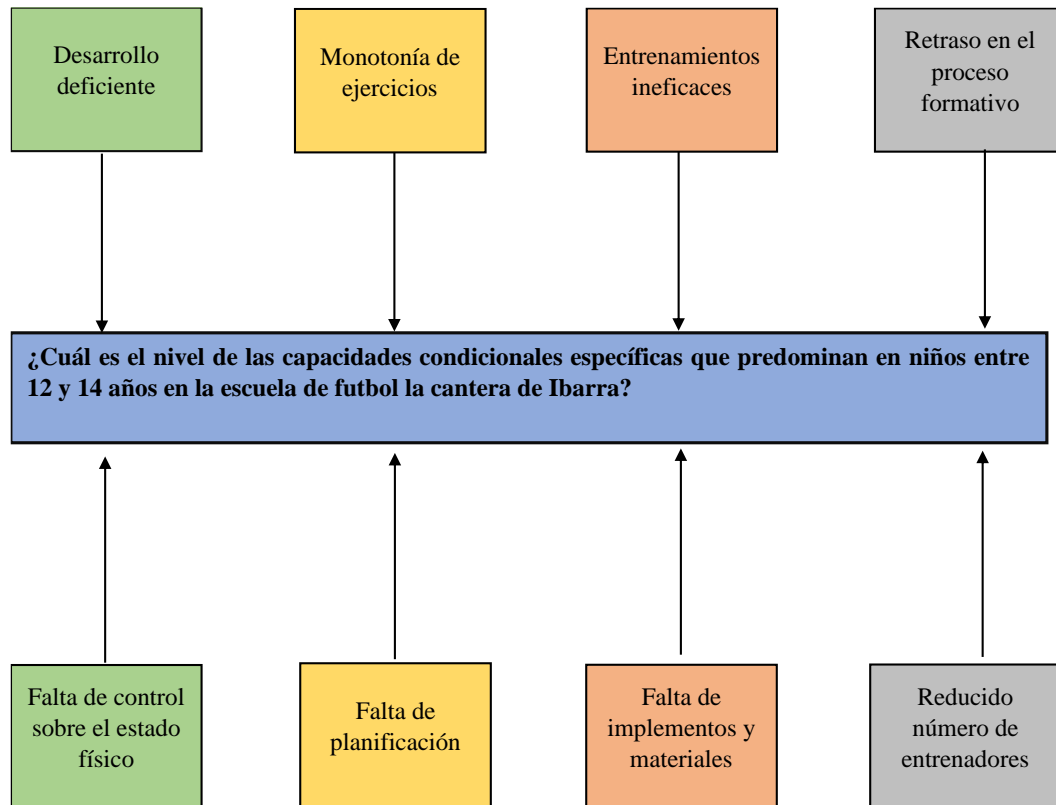 Desarrollo
deficiente
Monotonía de
ejercicios
Entrenamientos
ineficaces
Retraso en el
proceso
formativo
¿Cuál es el nivel de las capacidades condicionales específicas que predominan en niños entre
12 y 14 años en la escuela de futbol la cantera de Ibarra?
Falta de control
sobre el estado
físico
Falta de
planificación
Falta de
implementos y
materiales
Reducido
número de
entrenadores